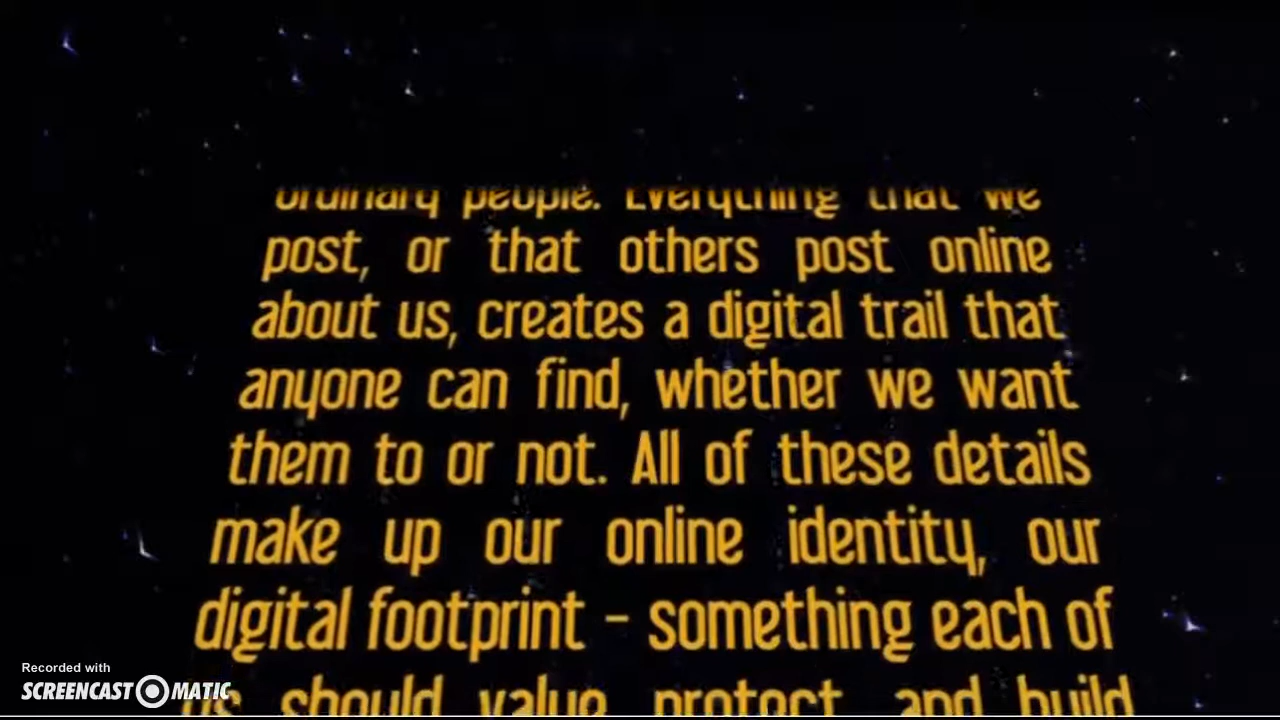 ordinary people. Everything that we
post, or that others post online
about us, creates a digital trail that
anyone can find, whether we want
them to or not. All of these details
make up our online identity, our
digital footprint - something each of
us should value, protect, and build
Recorded with
SCREENCAST-O-MATIC